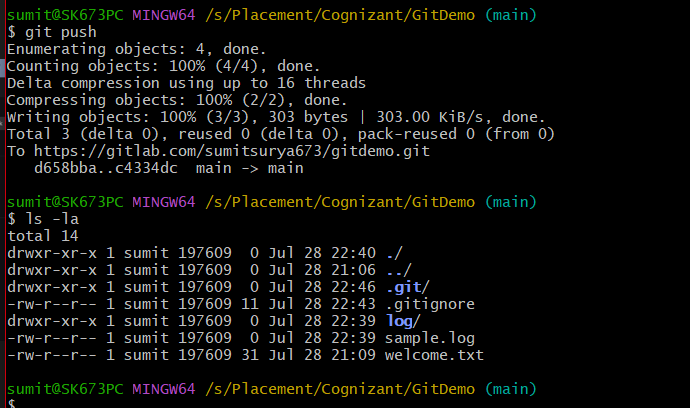 sumit@SK673PC MINGW64 /s/Placement/Cognizant/GitDemo (main)
$ git push
Enumerating objects: 4, done.
Counting objects: 100% (4/4), done.
Delta compression using up to 16 threads
Compressing objects: 100% (2/2), done.
Writing objects: 100% (3/3), 303 bytes | 303.00 KiB/s, done.
Total 3 (delta 0), reused 0 (delta 0), pack-reused 0 (from 0)
To https://gitlab.com/sumitsurya673/gitdemo.git
   d658bba..c4334dc  main -> main

sumit@SK673PC MINGW64 /s/Placement/Cognizant/GitDemo (main)
$ ls -la
total 14
drwxr-xr-x 1 sumit 197609  0 Jul 28 22:40 ./
drwxr-xr-x 1 sumit 197609  0 Jul 28 21:06 ../
drwxr-xr-x 1 sumit 197609  0 Jul 28 22:46 .git/
-rw-r--r-- 1 sumit 197609 11 Jul 28 22:43 .gitignore
drwxr-xr-x 1 sumit 197609  0 Jul 28 22:39 log/
-rw-r--r-- 1 sumit 197609  0 Jul 28 22:39 sample.log
-rw-r--r-- 1 sumit 197609 31 Jul 28 21:09 welcome.txt

sumit@SK673PC MINGW64 /s/Placement/Cognizant/GitDemo (main)
$